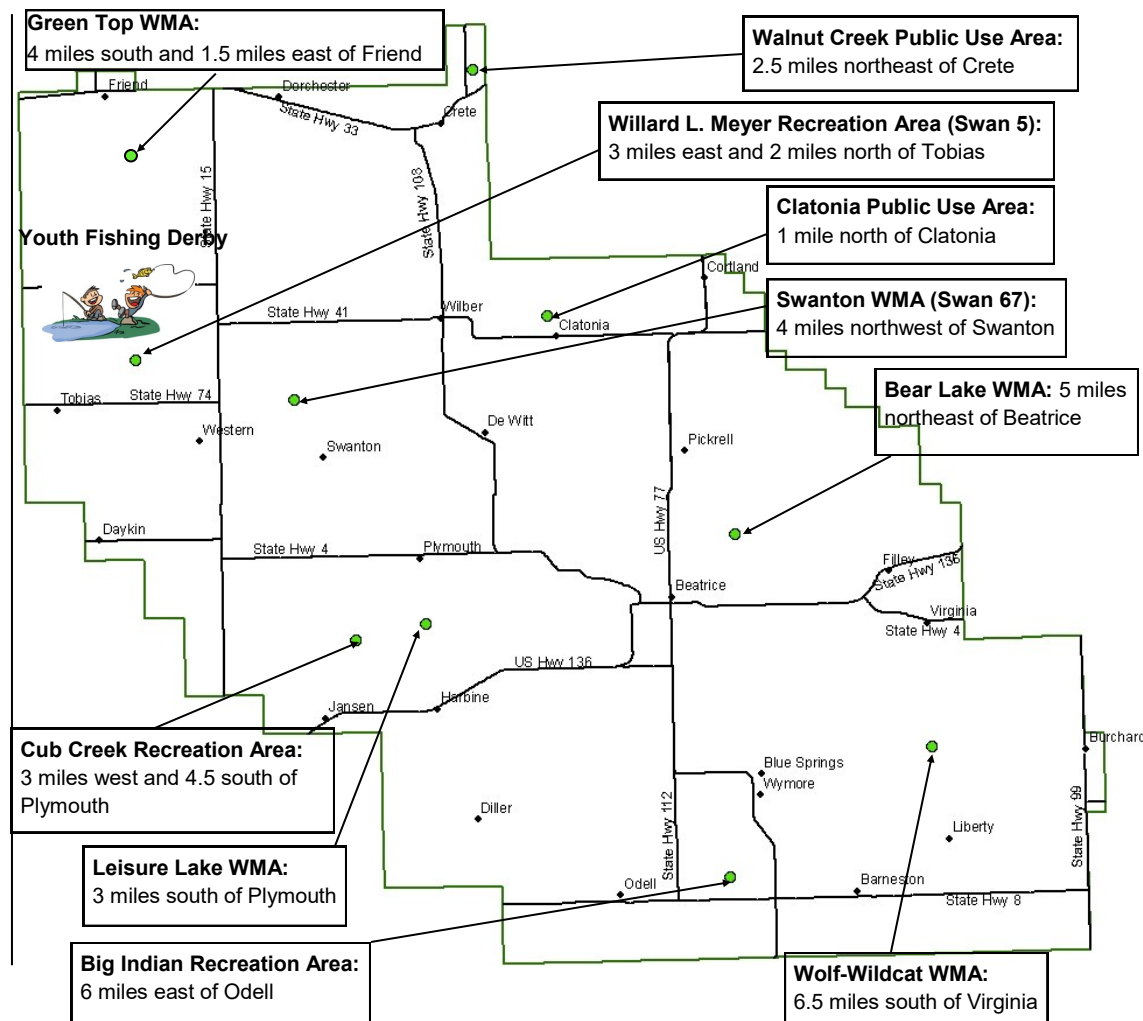 Green Top WMA:
4 miles south and 1.5 miles east of Friend
Walnut Creek Public Use Area:
2.5 miles northeast of Crete
Friend
Dorchester
State Hwy 33
Crete
Willard L. Meyer Recreation Area (Swan 5):
3 miles east and 2 miles north of Tobias
State Hwy 15
State Hwy 103
Clatonia Public Use Area:
1 mile north of Clatonia
Youth Fishing Derby
Cortland
Swanton WMA (Swan 67):
4 miles northwest of Swanton
State Hwy 41
Wilber
Clatonia
Bear Lake WMA: 5 miles
northeast of Beatrice
Tobias
State Hwy 74
Western
Swanton
De Witt
Pickrell
US Hwy 77
Daykin
State Hwy 4
Plymouth
Beatrice
Filley
State Hwy 136
Virginia
State Hwy 4
US Hwy 136
Jansen
Harbine
Cub Creek Recreation Area:
3 miles west and 4.5 south of
Plymouth
Burchard
Blue Springs
Wymore
State Hwy 112
State Hwy 99
Diller
Liberty
Leisure Lake WMA:
3 miles south of Plymouth
Odell
Barneston
State Hwy 8
Big Indian Recreation Area:
6 miles east of Odell
Wolf-Wildcat WMA:
6.5 miles south of Virginia